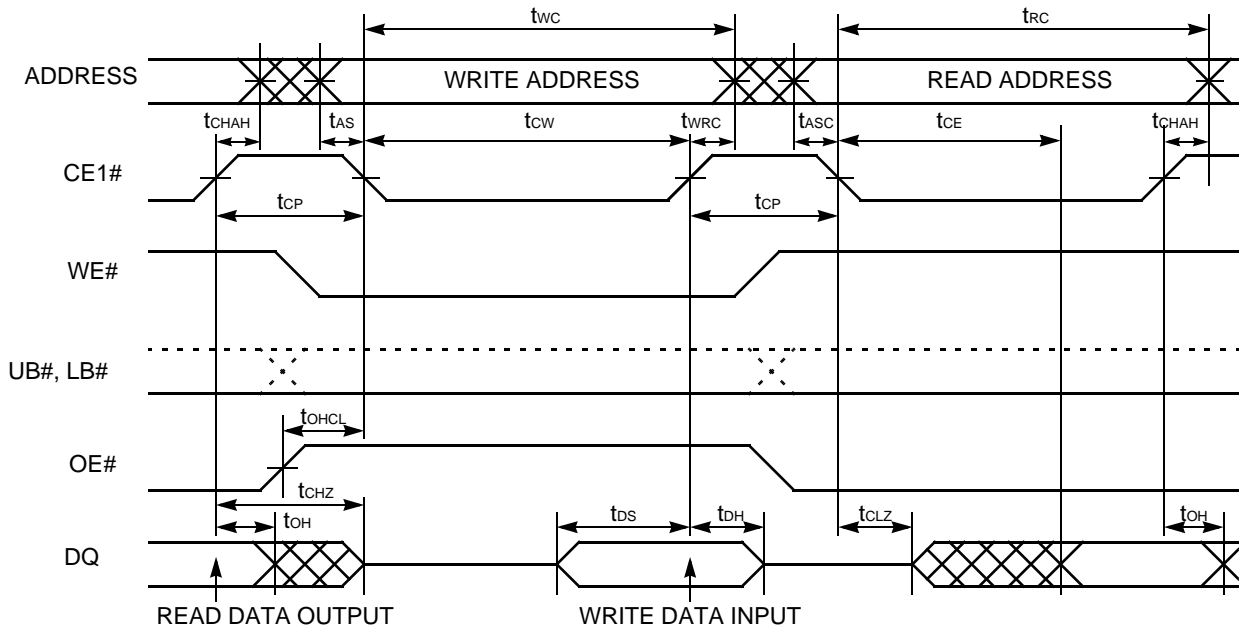 tWC tRC
ADDRESS WRITE ADDRESS READ ADDRESS
tCHAH tAS tCW tWRC tASC tCE tCHAH
CE1#
tCP tCP
WE#
UB#, LB#
tOHCL
OE#
tCHZ
tOH tDS tDH tCLZ tOH
DQ
READ DATA OUTPUT WRITE DATA INPUT